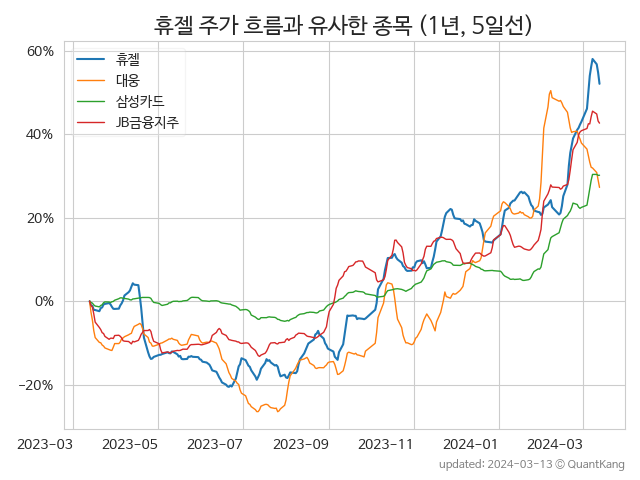 휴젤 주가 흐름과 유사한 종목 (1년, 5일선)
휴젤
대웅
삼성카드
JB금융지주
60%
40%
20%
0%
−20%
2023−03
2023−05
2023−07
2023−09
2023−11
2024−01
2024−03
updated: 2024-03-13 © QuantKang